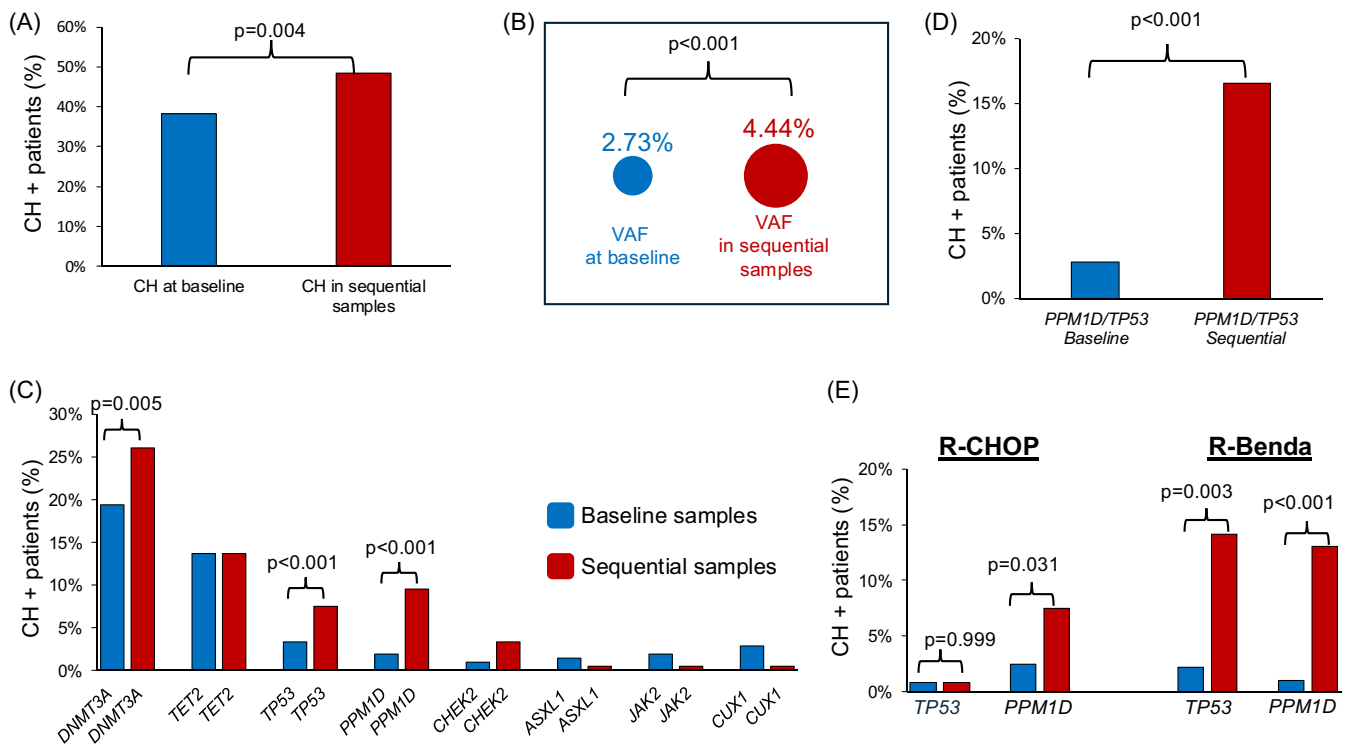 (A)
60%
50%
40%
30%
20%
10%
0%
CH + patients (%)
p=0.004
CH at baseline
CH in sequential
samples
(B)
p<0.001
2.73%
4.44%
VAF
at baseline
VAF
in sequential
samples
(D)
20%
15%
10%
5%
0%
CH + patients (%)
p<0.001
PPM1D/TP53
Baseline
PPM1D/TP53
Sequential
(C)
30%
25%
20%
15%
10%
5%
0%
CH + patients (%)
p=0.005
p<0.001
p<0.001
Baseline samples
Sequential samples
DNMT3A
DNMT3A
TET2
TET2
TP53
TP53
PPM1D
PPM1D
CHEK2
CHEK2
ASXL1
ASXL1
JAK2
JAK2
CUX1
CUX1
(E)
R-CHOP
R-Benda
20%
15%
10%
5%
0%
CH + patients (%)
p=0.999
p=0.031
p=0.003
p<0.001
TP53
PPM1D
TP53
PPM1D